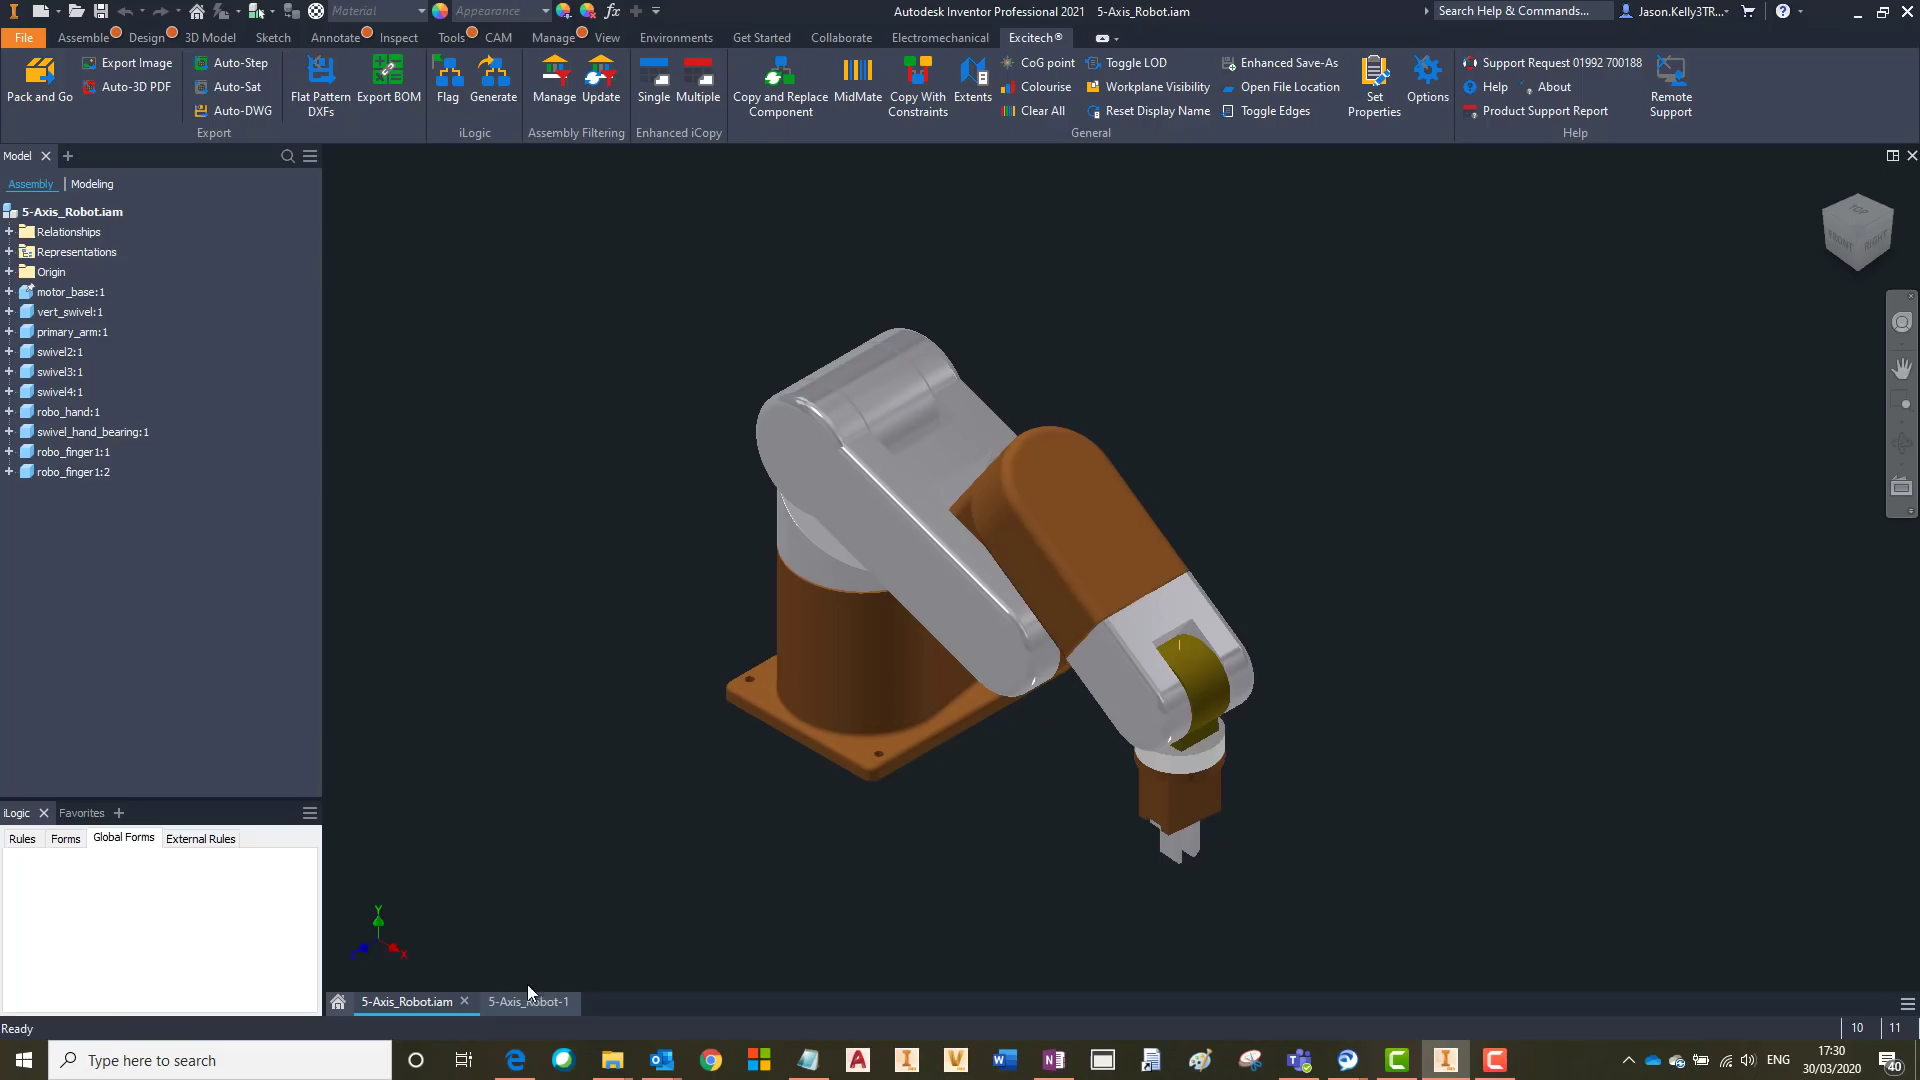 Material
Appearance
Autodesk Inventor Professional 2021 5-Axis_Robot.iam
Search Help & Commands...
Jason.Kelly3TR...
File Assemble Design 3D Model Sketch Annotate Inspect Tools CAM Manage View Environments Get Started Collaborate Electromechanical Excitech®
Pack and Go
Export Image
Auto-3D PDF
Auto-Step
Auto-Sat
Auto-DWG
Export
Flat Pattern
DXFs
Export BOM
Flag
Generate
iLogic
Manage
Update
Assembly Filtering
Single
Multiple
Enhanced iCopy
Copy and Replace
Component
MidMate
Copy With
Constraints
Extents
CoG point
Colourise
Clear All
Toggle LOD
Workplane Visibility
Reset Display Name
Enhanced Save-As
Open File Location
Toggle Edges
Set
Properties
Options
General
Support Request 01992 700188
Help
About
Product Support Report
Help
Remote
Support
Model
Assembly | Modeling
5-Axis_Robot.iam
Relationships
Representations
Origin
motor_base:1
vert_swivel:1
primary_arm:1
swivel2:1
swivel3:1
swivel4:1
robo_hand:1
swivel_hand_bearing:1
robo_finger1:1
robo_finger1:2
TOP
FRONT
RIGHT
iLogic
Favorites
Rules
Forms
Global Forms
External Rules
Y
X
5-Axis_Robot.iam
5-Axis_Robot-1
Ready
10
11
Type here to search
ENG
17:30
30/03/2020
40